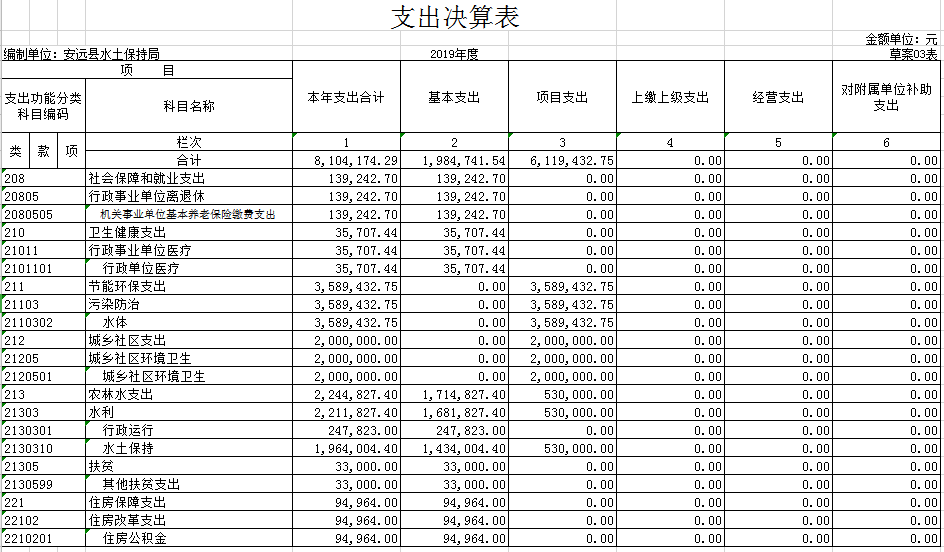 支出决算表
金额单位：元
编制单位：安远县水土保持局 2019年度 草案03表
项 目 本年支出合计 基本支出 项目支出 上缴上级支出 经营支出 对附属单位补助支出
支出功能分类科目编码 科目名称
类 款 项 栏次 1 2 3 4 5 6
合计 8,104,174.29 1,984,741.54 6,119,432.75 0.00 0.00 0.00
208 社会保障和就业支出 139,242.70 139,242.70 0.00 0.00 0.00 0.00
20805 行政事业单位离退休 139,242.70 139,242.70 0.00 0.00 0.00 0.00
2080505 机关事业单位基本养老保险缴费支出 139,242.70 139,242.70 0.00 0.00 0.00 0.00
210 卫生健康支出 35,707.44 35,707.44 0.00 0.00 0.00 0.00
21011 行政事业单位医疗 35,707.44 35,707.44 0.00 0.00 0.00 0.00
2101101 行政单位医疗 35,707.44 35,707.44 0.00 0.00 0.00 0.00
211 节能环保支出 3,589,432.75 0.00 3,589,432.75 0.00 0.00 0.00
21103 污染防治 3,589,432.75 0.00 3,589,432.75 0.00 0.00 0.00
2110302 水体 3,589,432.75 0.00 3,589,432.75 0.00 0.00 0.00
212 城乡社区支出 2,000,000.00 0.00 2,000,000.00 0.00 0.00 0.00
21205 城乡社区环境卫生 2,000,000.00 0.00 2,000,000.00 0.00 0.00 0.00
2120501 城乡社区环境卫生 2,000,000.00 0.00 2,000,000.00 0.00 0.00 0.00
213 农林水支出 2,244,827.40 1,714,827.40 530,000.00 0.00 0.00 0.00
21303 水利 2,211,827.40 1,681,827.40 530,000.00 0.00 0.00 0.00
2130301 行政运行 247,823.00 247,823.00 0.00 0.00 0.00 0.00
2130310 水土保持 1,964,004.40 1,434,004.40 530,000.00 0.00 0.00 0.00
21305 扶贫 33,000.00 33,000.00 0.00 0.00 0.00 0.00
2130599 其他扶贫支出 33,000.00 33,000.00 0.00 0.00 0.00 0.00
221 住房保障支出 94,964.00 94,964.00 0.00 0.00 0.00 0.00
22102 住房改革支出 94,964.00 94,964.00 0.00 0.00 0.00 0.00
2210201 住房公积金 94,964.00 94,964.00 0.00 0.00 0.00 0.00